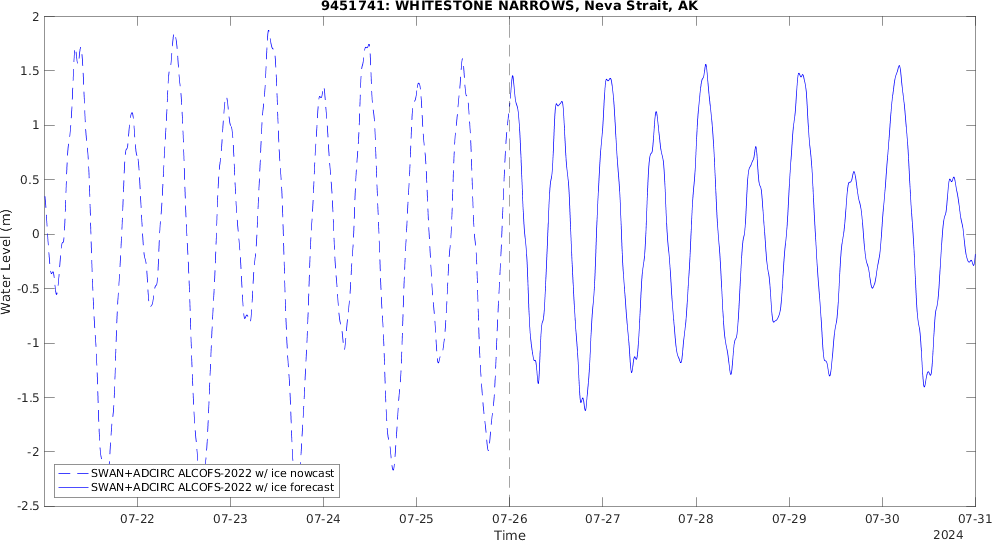 9451741: WHITESTONE NARROWS, Neva Strait, AK
2
1.5
1
0.5
0
-0.5
-1
-1.5
-2
-2.5
Water Level (m)
SWAN+ADCIRC ALCOFS-2022 w/ ice nowcast
SWAN+ADCIRC ALCOFS-2022 w/ ice forecast
07-22 07-23 07-24 07-25 07-26 07-27 07-28 07-29 07-30 07-31
Time
2024